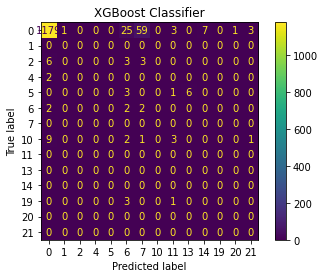 XGBoost Classifier
0 1179 1 0 0 0 25 59 0 3 0 7 0 1 3
1 0 0 0 0 0 0 0 0 0 0 0 0 0 0
2 6 0 0 0 0 3 3 0 0 0 0 0 0 0
4 2 0 0 0 0 0 0 0 0 0 0 0 0 0
5 0 0 0 0 0 3 0 0 1 6 0 0 0 0
6 2 0 0 0 0 2 2 0 0 0 0 0 0 0
7 0 0 0 0 0 0 0 0 0 0 0 0 0 0
10 9 0 0 0 0 2 1 0 3 0 0 0 0 1
11 0 0 0 0 0 0 0 0 0 0 0 0 0 0
13 0 0 0 0 0 0 0 0 0 0 0 0 0 0
14 0 0 0 0 0 0 0 0 0 0 0 0 0 0
19 0 0 0 0 0 3 0 0 1 0 0 0 0 0
20 0 0 0 0 0 0 0 0 0 0 0 0 0 0
21 0 0 0 0 0 0 0 0 0 0 0 0 0 0
0 1 2 4 5 6 7 10 11 13 14 19 20 21
Predicted label
True label
1000
800
600
400
200
0